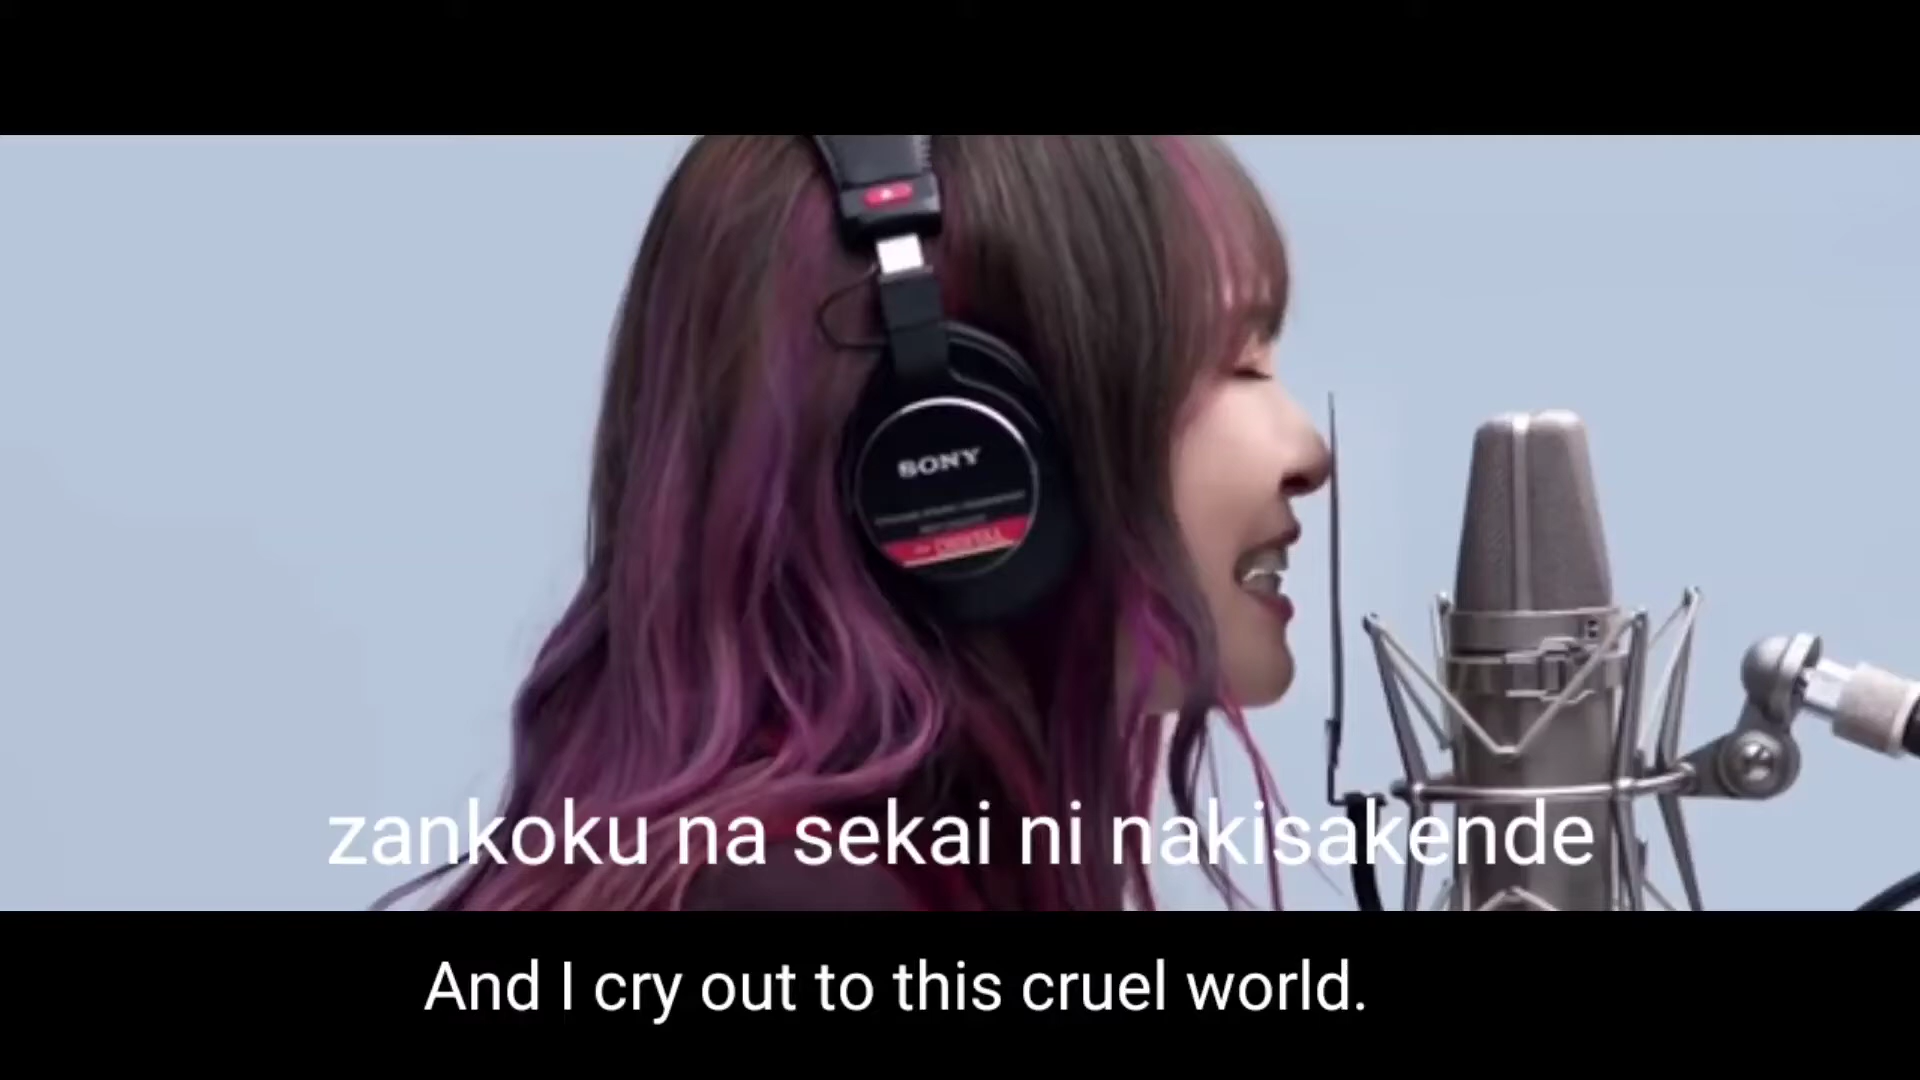 SONY
zankoku na sekai ni nakisakende
And I cry out to this cruel world.